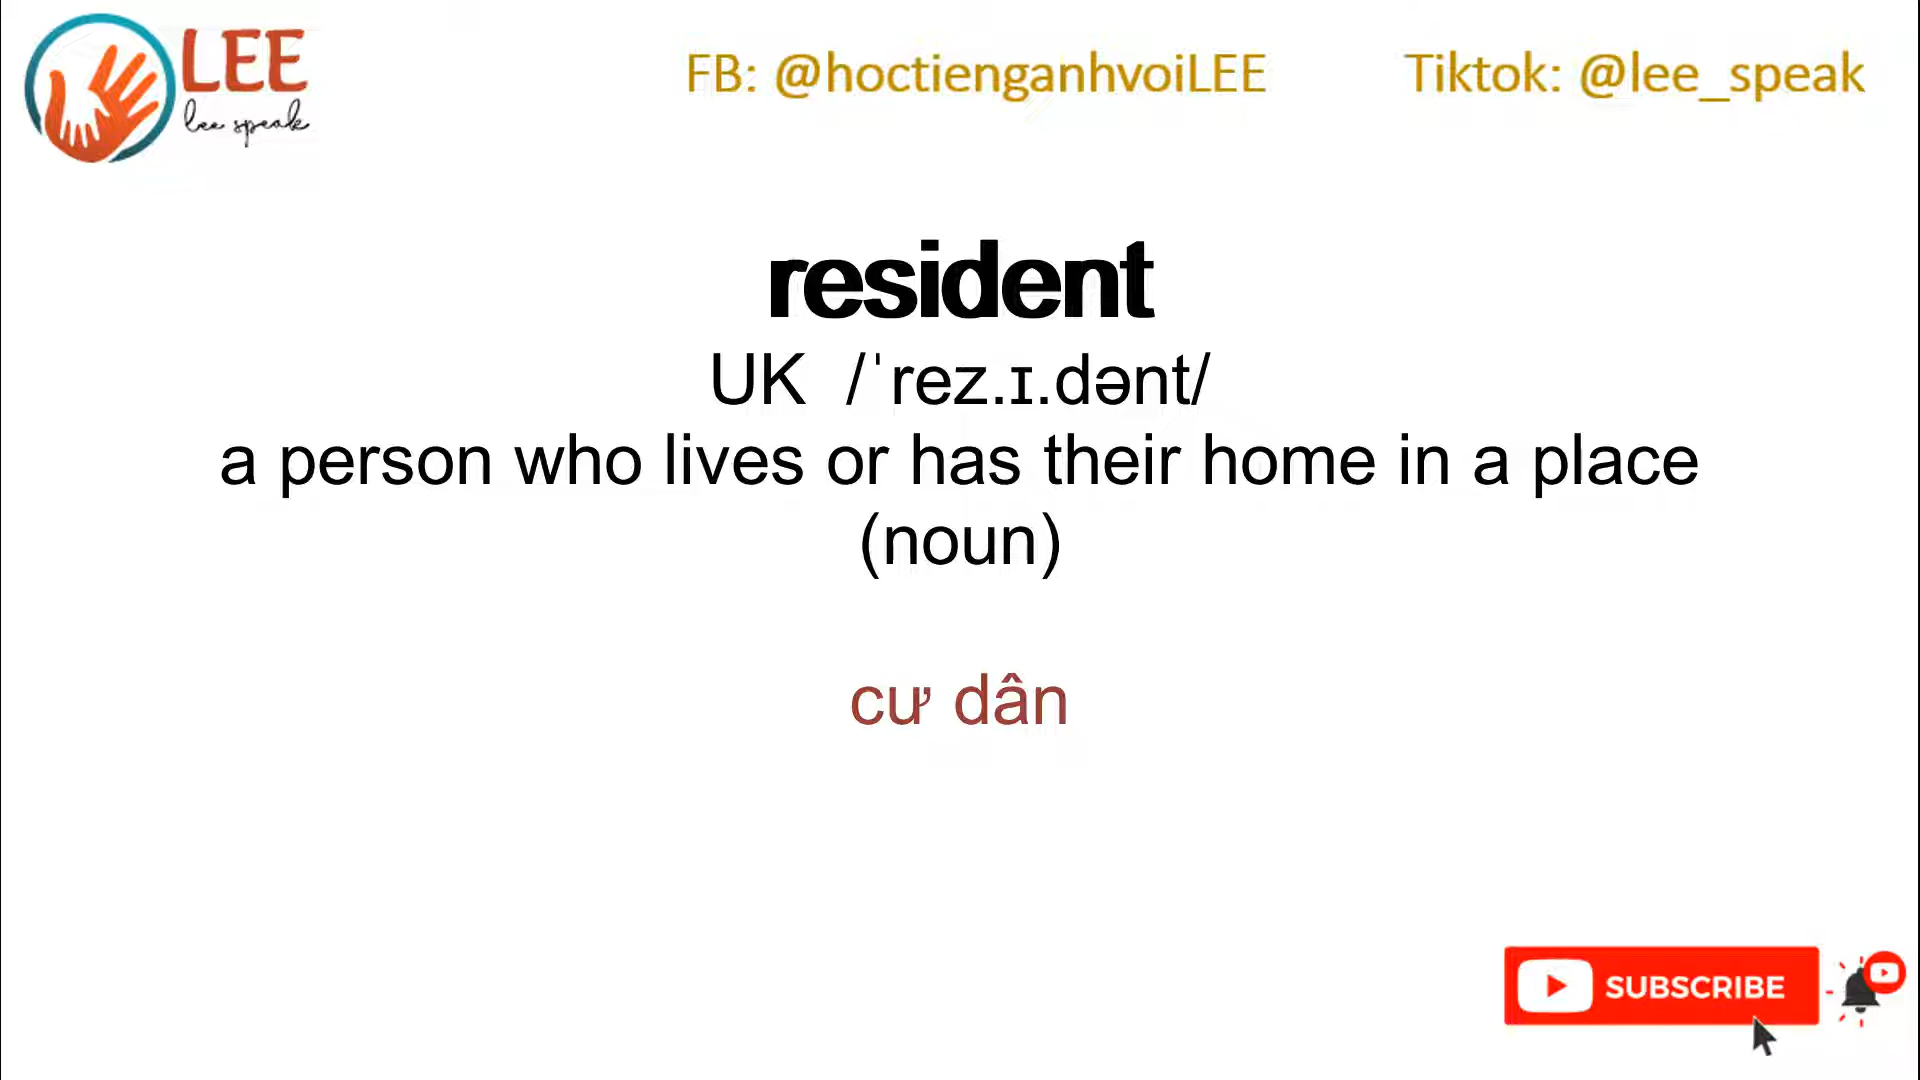 LEE
lee speak
FB: @hoctienganhvoiLEE
Tiktok: @lee_speak
resident
UK /ˈrez.ɪ.dənt/
a person who lives or has their home in a place
(noun)
cư dân
SUBSCRIBE